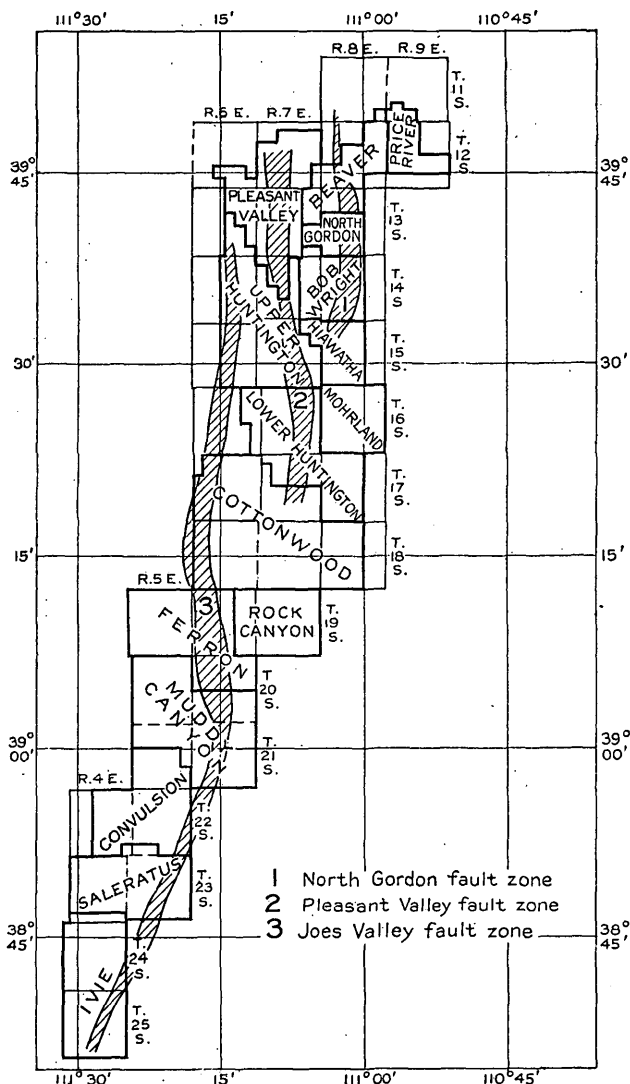 111°30' 15' 111°00' 110°45'
R.8 E. R.9 E.
T. 11 S.
R.6 E. R.7 E.
PRICE RIVER
T. 12 S.
39° 45'
39° 45'
BEAVER
PLEASANT VALLEY
T. 13 S.
NORTH GORDON
BOB WRIGHT
1
T. 14 S
UPPER HUNTINGTON
HIAWATHA
T. 15 S.
30'
30'
2
MOHRLAND
T. 16 S.
LOWER HUNTINGTON
T. 17 S.
COTTONWOOD
T. 18 S.
15'
15'
R.5 E.
3
FERRON
ROCK CANYON
T. 19 S.
T. 20 S.
MUDDY CANYON
39° 00'
39° 00'
T. 21 S.
R.4 E.
CONVULSION
T. 22 S.
SALERATUS
T. 23 S.
1 North Gordon fault zone
2 Pleasant Valley fault zone
3 Joes Valley fault zone
38° 45'
38° 45'
T. 24 S.
IVIE
T. 25 S.
111°30' 15' 111°00' 110°45'